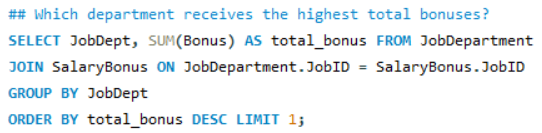 ## Which department receives the highest total bonuses?
SELECT JobDept, SUM(Bonus) AS total_bonus FROM JobDepartment
JOIN SalaryBonus ON JobDepartment.JobID = SalaryBonus.JobID
GROUP BY JobDept
ORDER BY total_bonus DESC LIMIT 1;